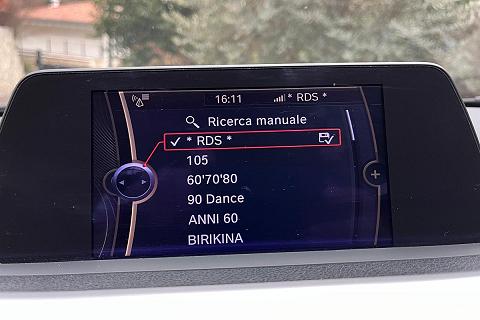 16:11 * RDS *
Ricerca manuale
* RDS *
105
60'70'80
90 Dance
ANNI 60
BIRIKINA